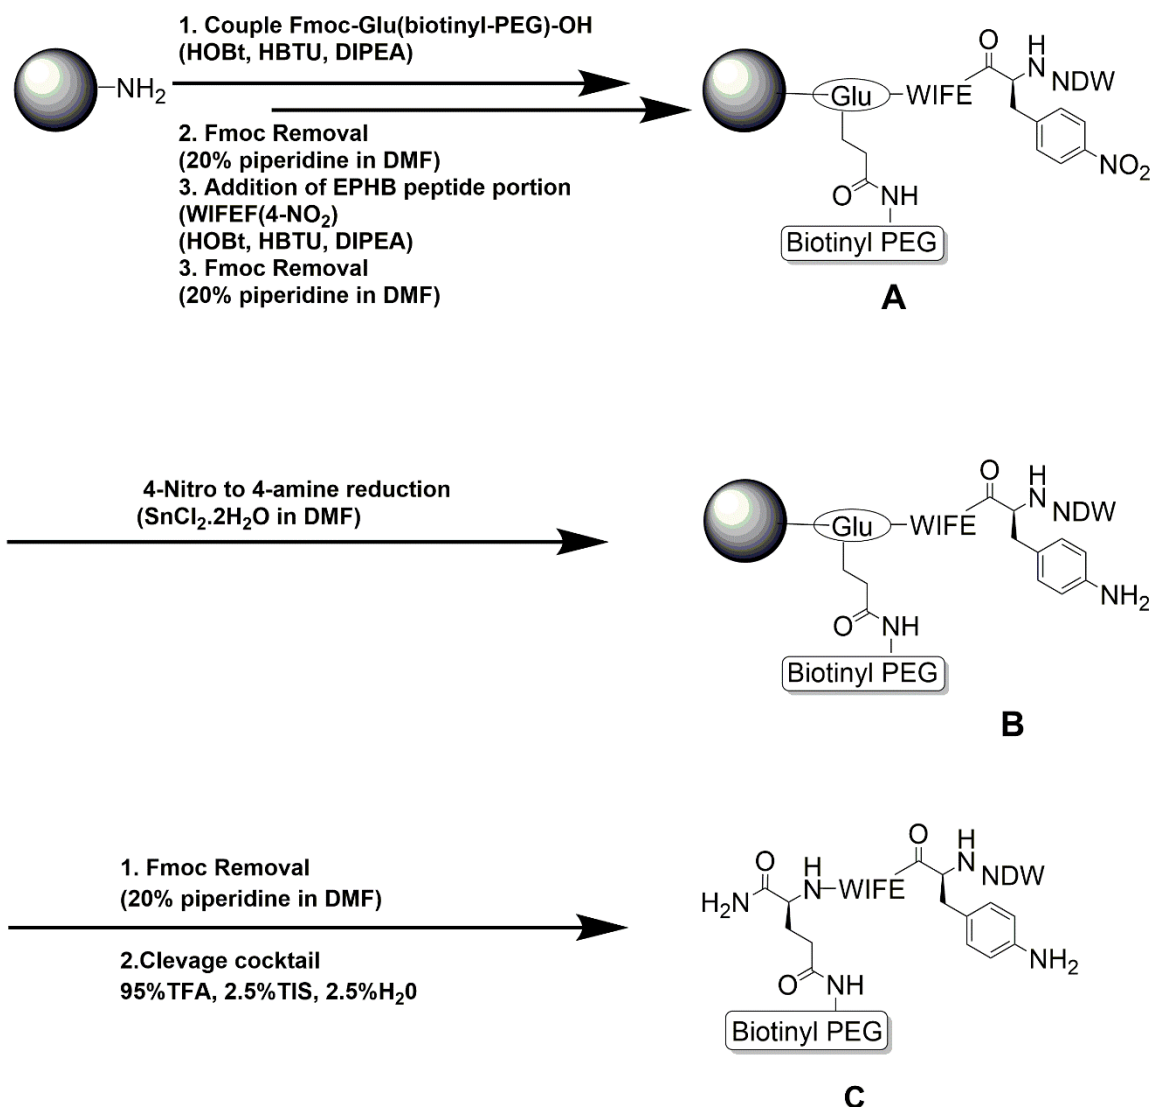 1. Couple Fmoc-Glu(biotinyl-PEG)-OH
(HOBt, HBTU, DIPEA)
NH2
2. Fmoc Removal
(20% piperidine in DMF)
3. Addition of EPHB peptide portion
(WIFEF(4-NO2)
(HOBt, HBTU, DIPEA)
3. Fmoc Removal
(20% piperidine in DMF)
Glu
WIFE
O
H
N
NDW
NO2
O
NH
Biotinyl PEG
A
4-Nitro to 4-amine reduction
(SnCl2.2H2O in DMF)
Glu
WIFE
O
H
N
NDW
NH2
O
NH
Biotinyl PEG
B
1. Fmoc Removal
(20% piperidine in DMF)
2.Clevage cocktail
95%TFA, 2.5%TIS, 2.5%H20
H2N
O
H
N
WIFE
O
H
N
NDW
NH2
O
NH
Biotinyl PEG
C